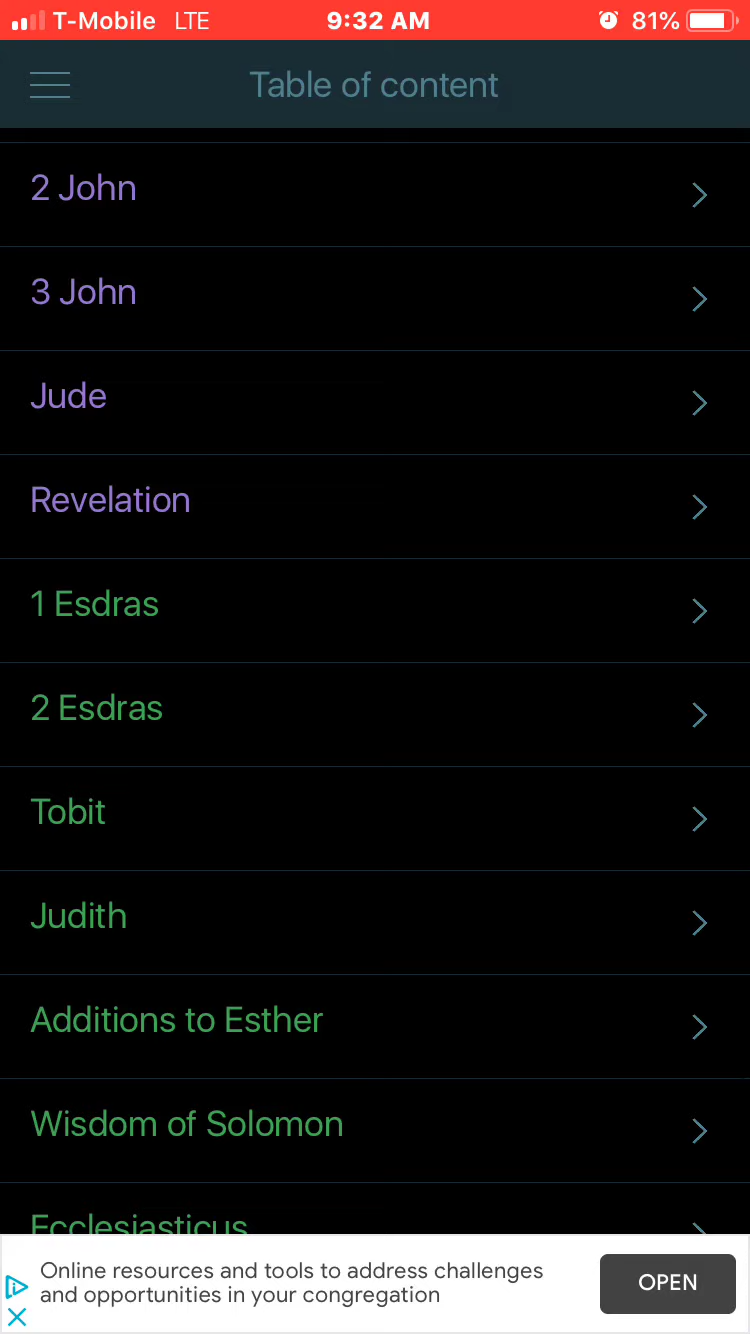 T-Mobile LTE 9:32 AM 81%
Table of content
2 John
3 John
Jude
Revelation
1 Esdras
2 Esdras
Tobit
Judith
Additions to Esther
Wisdom of Solomon
Ecclesiasticus
Online resources and tools to address challenges
and opportunities in your congregation
OPEN